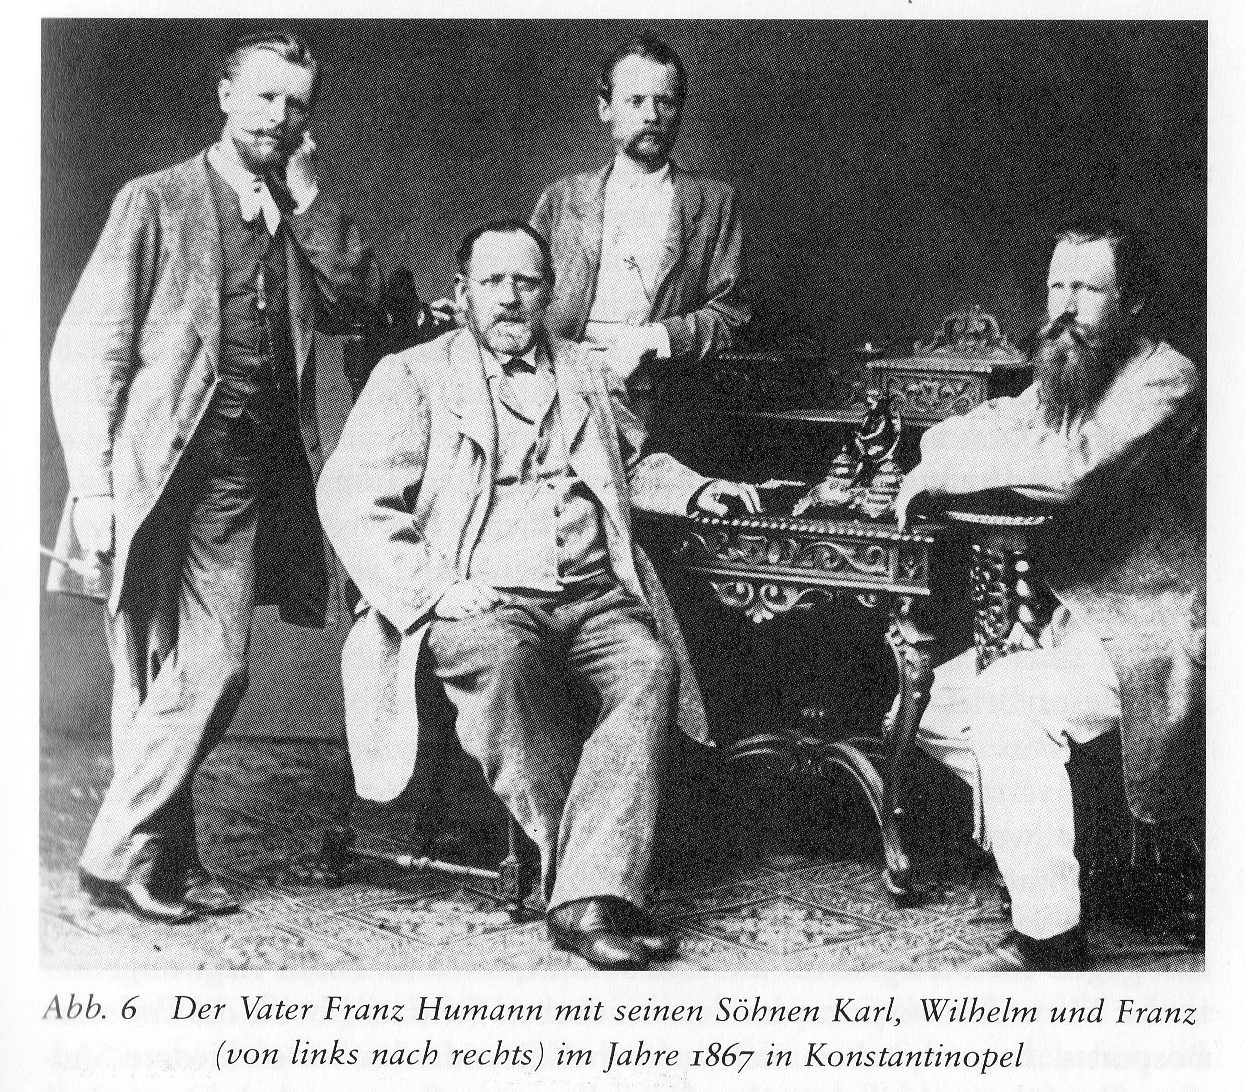 Abb. 6 Der Vater Franz Humann mit seinen Söhnen Karl, Wilhelm und Franz
(von links nach rechts) im Jahre 1867 in Konstantinopel